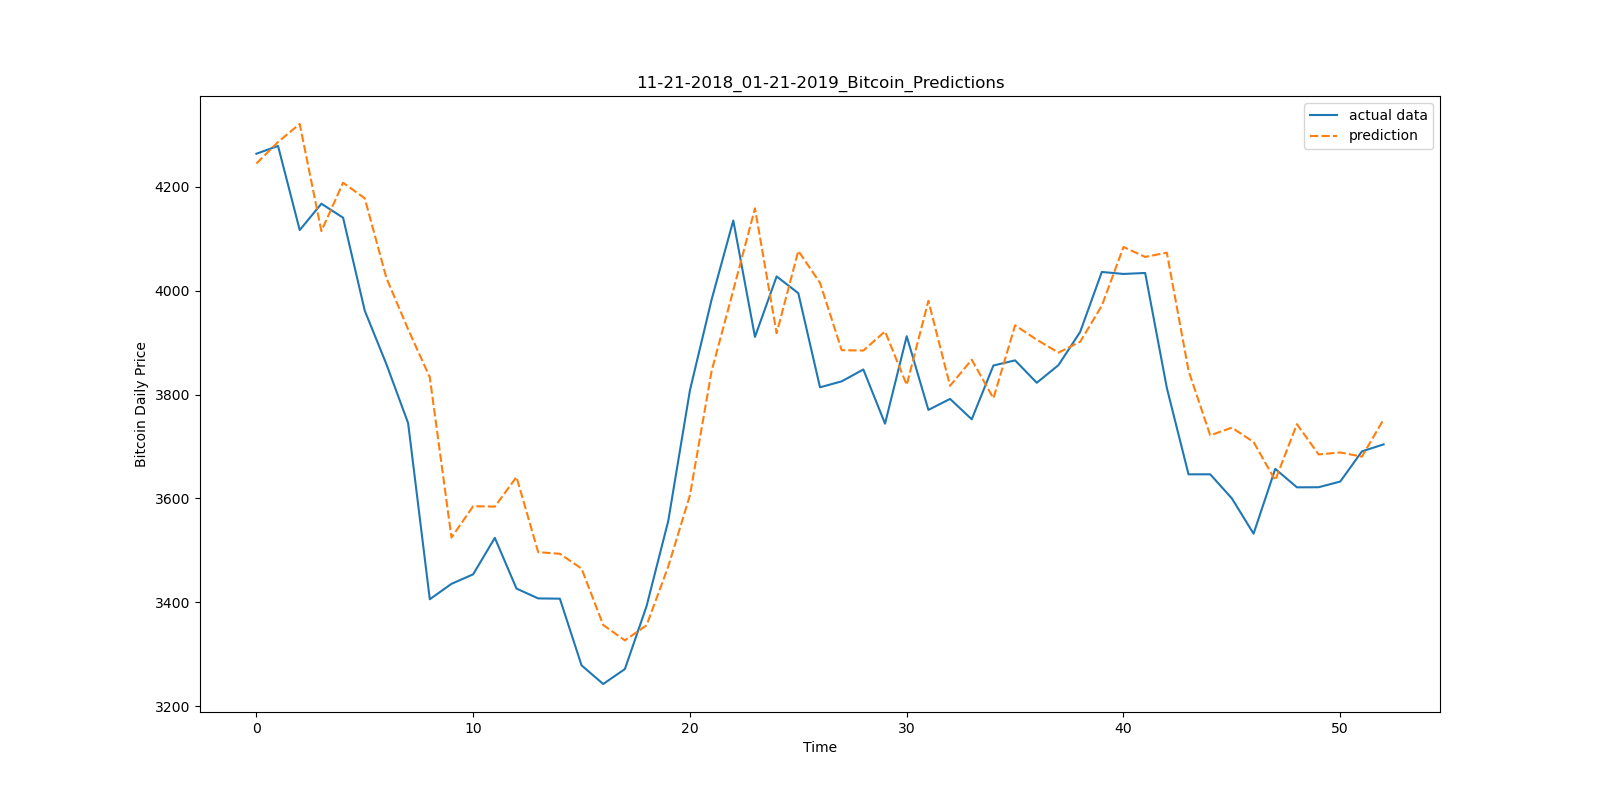 11-21-2018_01-21-2019_Bitcoin_Predictions
actual data
prediction
Bitcoin Daily Price
4200
4000
3800
3600
3400
3200
0 10 20 30 40 50
Time